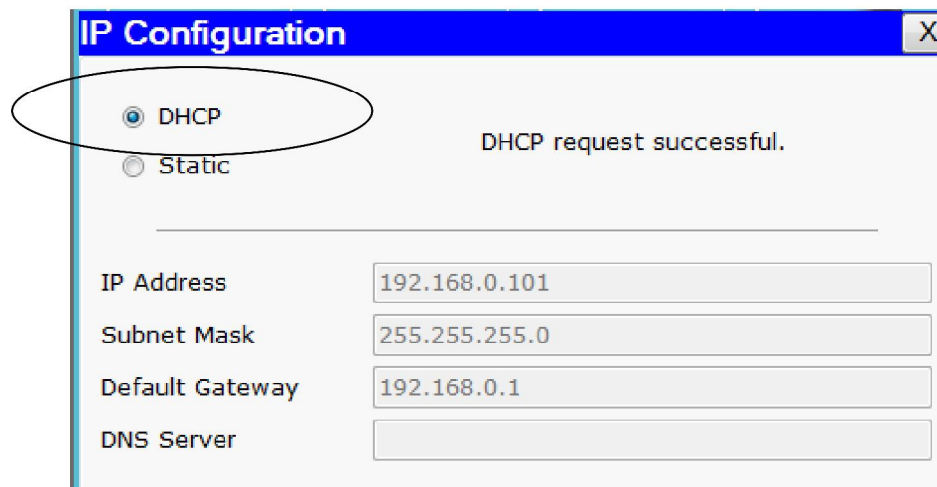 IP Configuration
X
DHCP
DHCP request successful.
Static
IP Address
192.168.0.101
Subnet Mask
255.255.255.0
Default Gateway
192.168.0.1
DNS Server